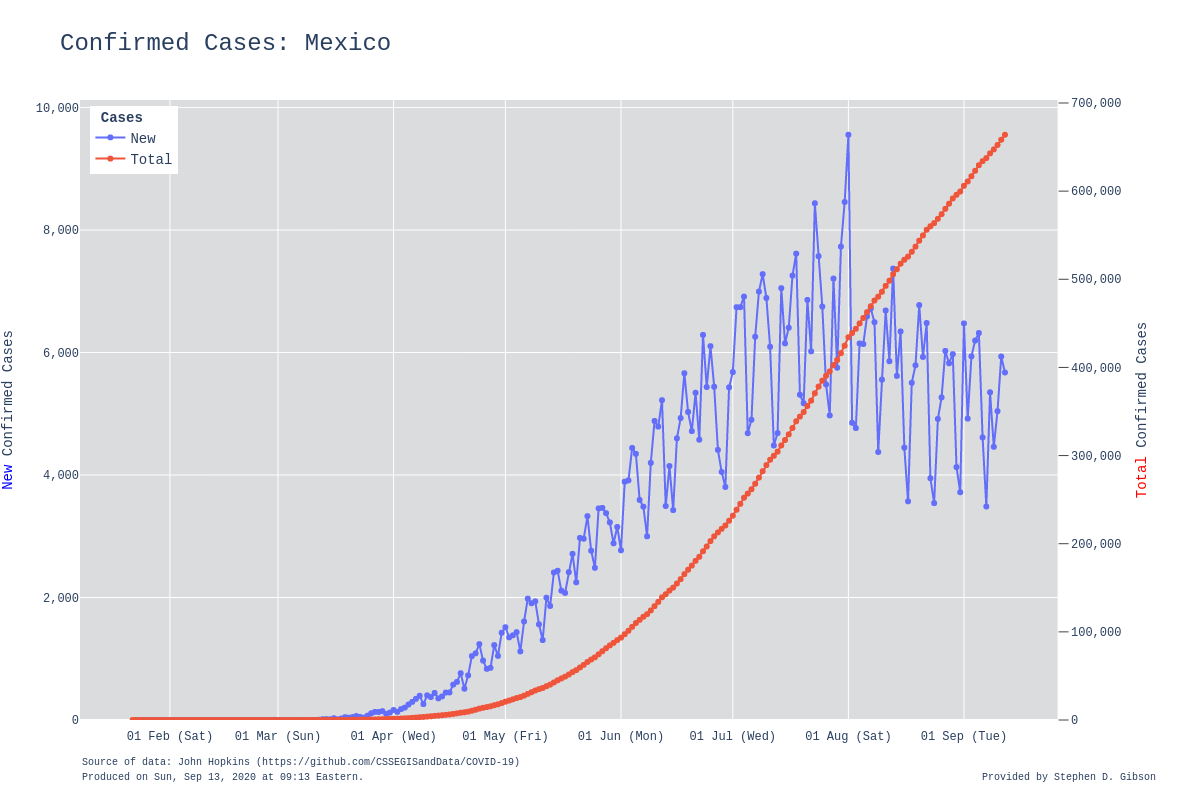 Confirmed Cases: Mexico
Cases
New
Total
10,000
8,000
6,000
4,000
2,000
0
700,000
600,000
500,000
400,000
300,000
200,000
100,000
0
New Confirmed Cases
Total Confirmed Cases
01 Feb (Sat)
01 Mar (Sun)
01 Apr (Wed)
01 May (Fri)
01 Jun (Mon)
01 Jul (Wed)
01 Aug (Sat)
01 Sep (Tue)
Source of data: John Hopkins (https://github.com/CSSEGISandData/COVID-19)
Produced on Sun, Sep 13, 2020 at 09:13 Eastern.
Provided by Stephen D. Gibson